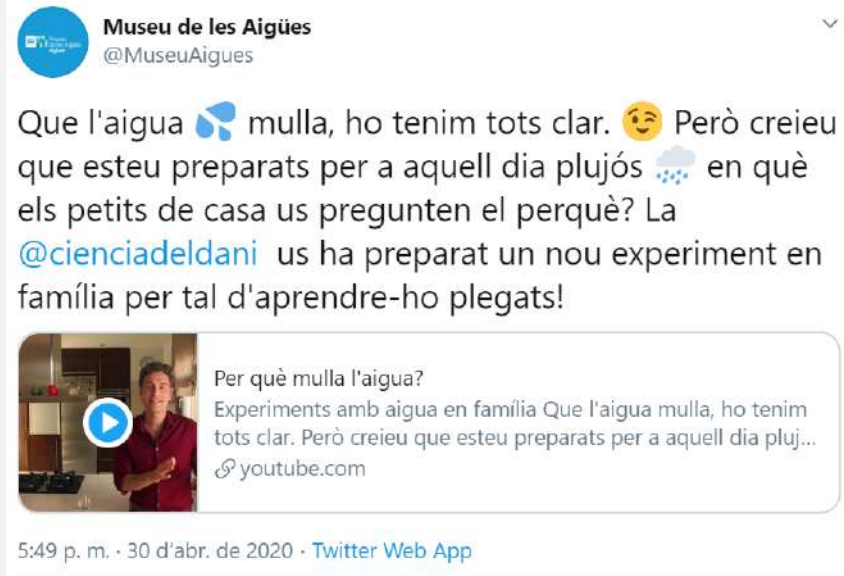 Museu de les Aigües
@MuseuAigues
Que l'aigua 💦 mulla, ho tenim tots clar. 😉 Però creieu
que esteu preparats per a aquell dia plujós 🌧️ en què
els petits de casa us pregunten el perquè? La
@cienciadeldani us ha preparat un nou experiment en
família per tal d'aprendre-ho plegats!
Per què mulla l'aigua?
Experiments amb aigua en família Que l'aigua mulla, ho tenim
tots clar. Però creieu que esteu preparats per a aquell dia pluj...
youtube.com
5:49 p. m. · 30 d'abr. de 2020 · Twitter Web App